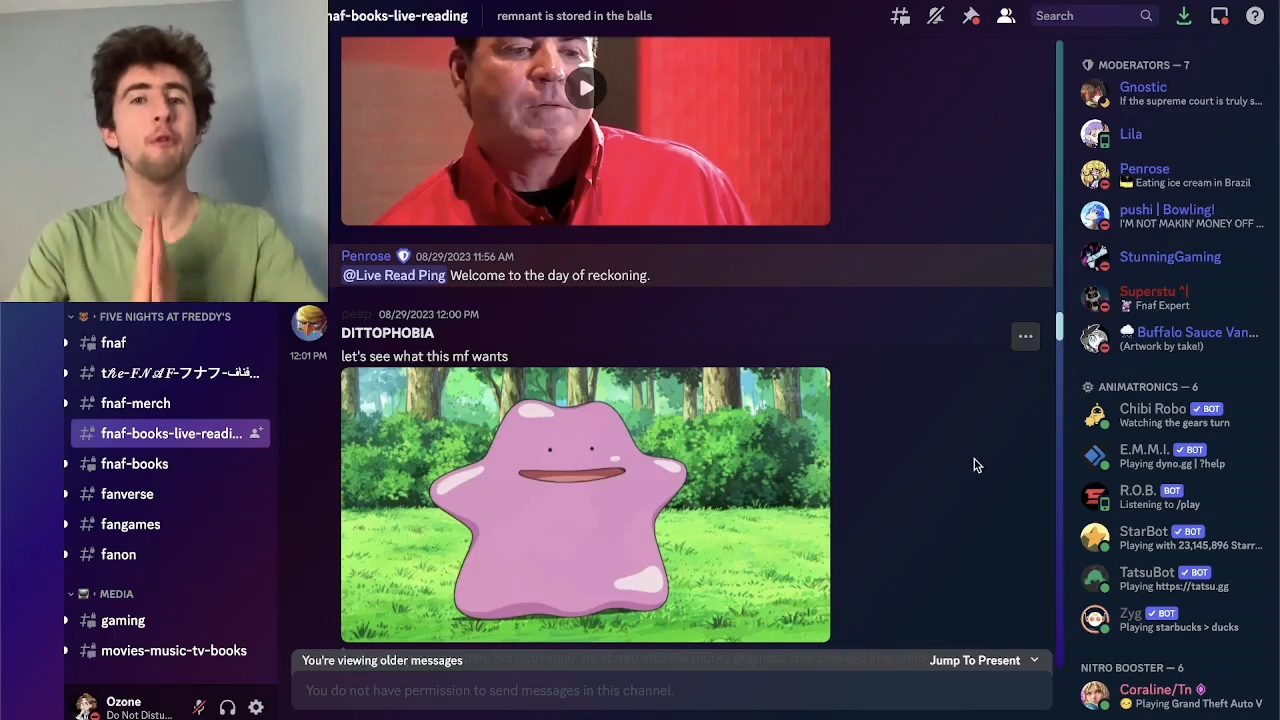 naf-books-live-reading
remnant is stored in the balls
Search
Penrose 08/29/2023 11:56 AM
@Live Read Ping Welcome to the day of reckoning.
peep 08/29/2023 12:00 PM
DITTOPHOBIA
12:01 PM let's see what this mf wants
You're viewing older messages
Jump To Present
You do not have permission to send messages in this channel.
FIVE NIGHTS AT FREDDY'S
fnaf
fnaf-merch
fnaf-books-live-readi...
fnaf-books
fanverse
fangames
fanon
MEDIA
gaming
movies-music-tv-books
Ozone
Do Not Distu...
MODERATORS — 7
Gnostic
If the supreme court is truly s...
Lila
Penrose
Eating ice cream in Brazil
pushi | Bowling!
I'M NOT MAKIN' MONEY OFF ...
StunningGaming
Superstu ^|
Fnaf Expert
Buffalo Sauce Van...
(Artwork by take!)
ANIMATRONICS — 6
Chibi Robo BOT
Watching the gears turn
E.M.M.I. BOT
Playing dyno.gg | ?help
R.O.B. BOT
Listening to /play
StarBot BOT
Playing with 23,145,896 Starr...
TatsuBot BOT
Playing https://tatsu.gg
Zyg BOT
Playing starbucks > ducks
NITRO BOOSTER — 6
Coraline/Tn
Playing Grand Theft Auto V